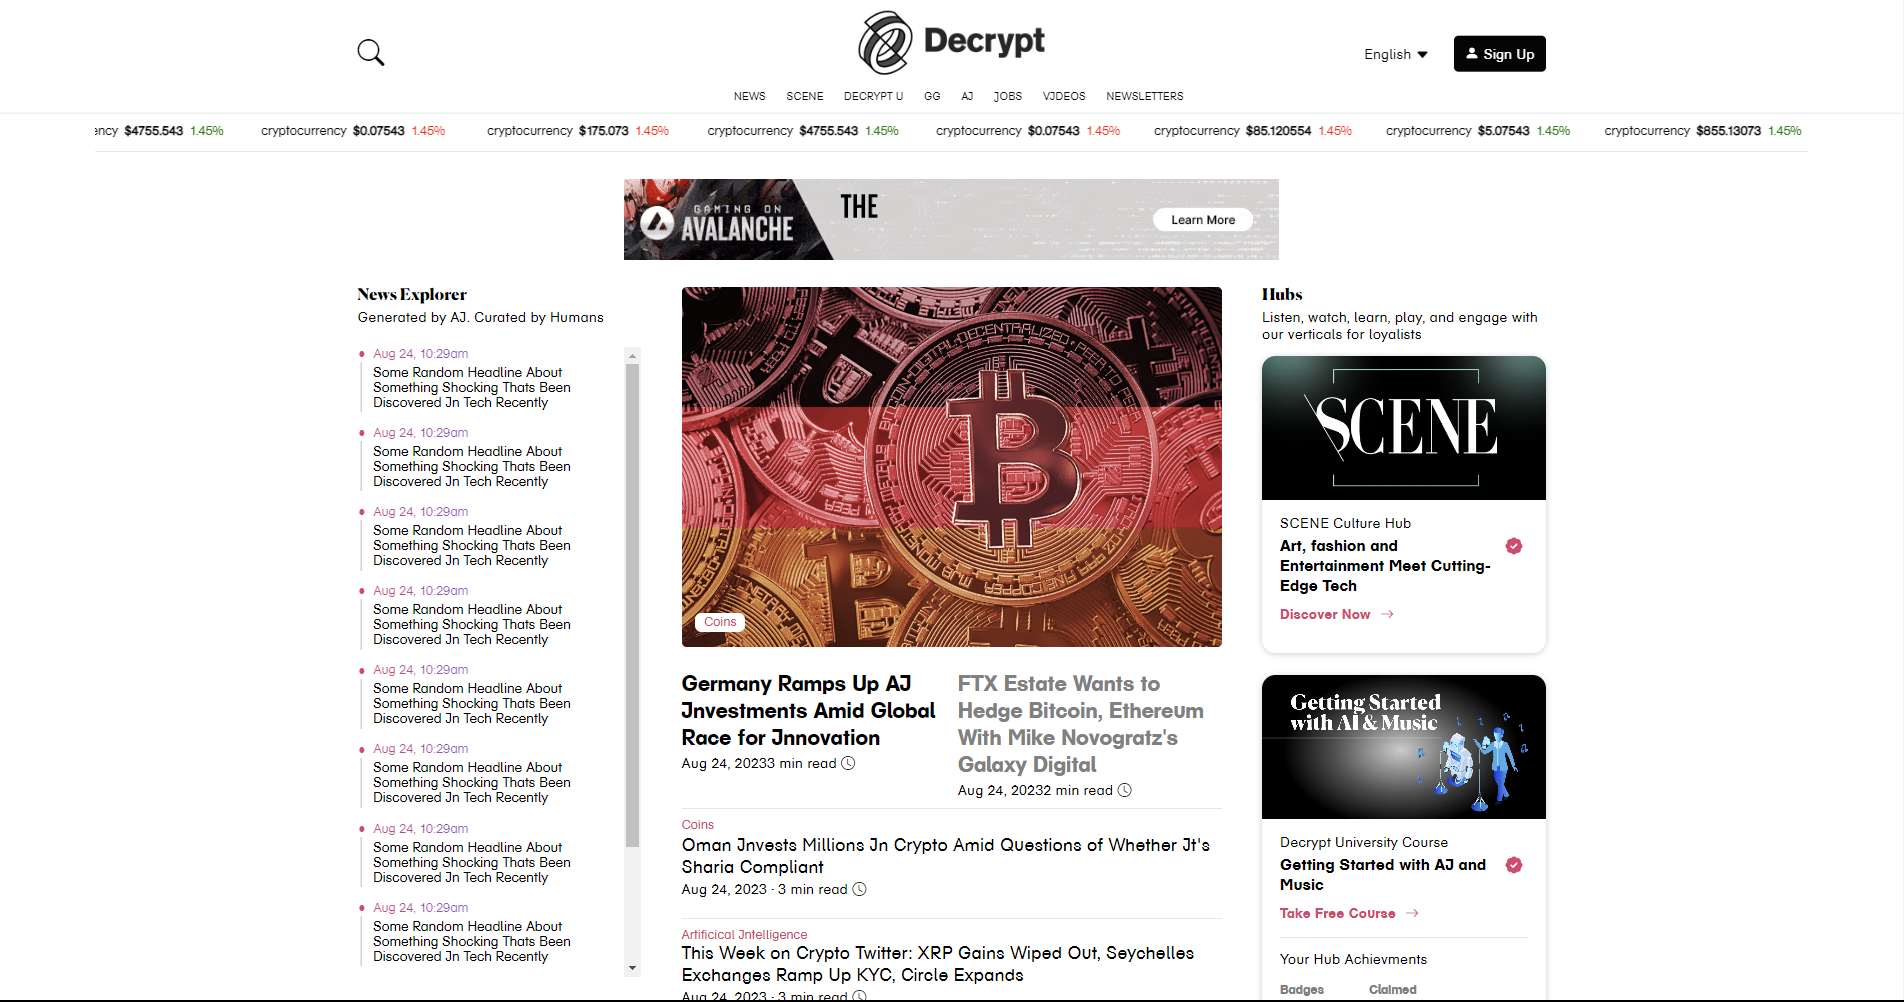 Decrypt
English
Sign Up
NEWS SCENE DECRYPT U GG AJ JOBS VJDEOS NEWSLETTERS
ency $4755.543 1.45% cryptocurrency $0.07543 1.45% cryptocurrency $175.073 1.45% cryptocurrency $4755.543 1.45% cryptocurrency $0.07543 1.45% cryptocurrency $85.120554 1.45% cryptocurrency $5.07543 1.45% cryptocurrency $855.13073 1.45%
GAMING ON
AVALANCHE
THE
Learn More
News Explorer
Generated by AJ. Curated by Humans
Aug 24, 10:29am
Some Random Headline About
Something Shocking Thats Been
Discovered Jn Tech Recently
Aug 24, 10:29am
Some Random Headline About
Something Shocking Thats Been
Discovered Jn Tech Recently
Aug 24, 10:29am
Some Random Headline About
Something Shocking Thats Been
Discovered Jn Tech Recently
Aug 24, 10:29am
Some Random Headline About
Something Shocking Thats Been
Discovered Jn Tech Recently
Aug 24, 10:29am
Some Random Headline About
Something Shocking Thats Been
Discovered Jn Tech Recently
Aug 24, 10:29am
Some Random Headline About
Something Shocking Thats Been
Discovered Jn Tech Recently
Aug 24, 10:29am
Some Random Headline About
Something Shocking Thats Been
Discovered Jn Tech Recently
Aug 24, 10:29am
Some Random Headline About
Something Shocking Thats Been
Discovered Jn Tech Recently
Coins
Germany Ramps Up AJ
Jnvestments Amid Global
Race for Jnnovation
Aug 24, 20233 min read
FTX Estate Wants to
Hedge Bitcoin, Ethereum
With Mike Novogratz's
Galaxy Digital
Aug 24, 20232 min read
Coins
Oman Jnvests Millions Jn Crypto Amid Questions of Whether Jt's
Sharia Compliant
Aug 24, 2023 · 3 min read
Artificical Jntelligence
This Week on Crypto Twitter: XRP Gains Wiped Out, Seychelles
Exchanges Ramp Up KYC, Circle Expands
Aug 24, 2023 · 3 min read
Hubs
Listen, watch, learn, play, and engage with
our verticals for loyalists
SCENE
SCENE Culture Hub
Art, fashion and
Entertainment Meet Cutting-
Edge Tech
Discover Now
Getting Started
with AI & Music
Decrypt University Course
Getting Started with AJ and
Music
Take Free Course
Your Hub Achievments
Badges Claimed